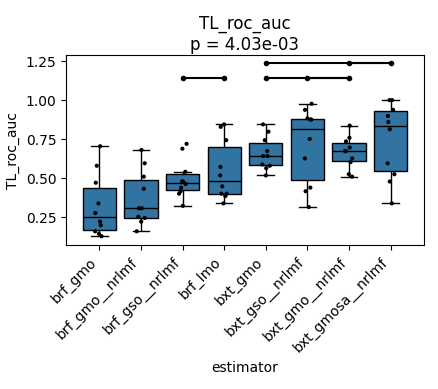 TL_roc_auc
p = 4.03e-03
1.25
1.00
0.75
0.50
0.25
TL_roc_auc
brf_gmo
brf_gmo__nrlmf
brf_gso__nrlmf
brf_lmo
bxt_gmo
bxt_gso__nrlmf
bxt_gmo__nrlmf
bxt_gmosa__nrlmf
estimator